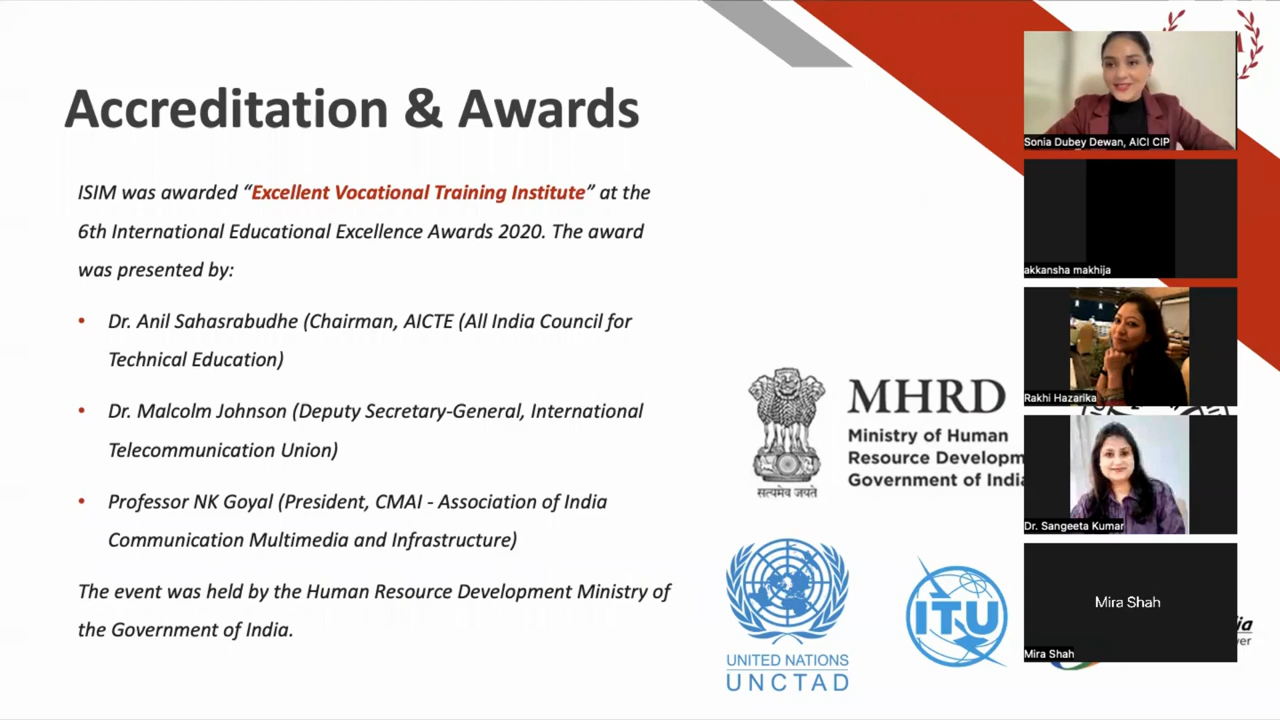 Accreditation & Awards
ISIM was awarded “Excellent Vocational Training Institute” at the
6th International Educational Excellence Awards 2020. The award
was presented by:
• Dr. Anil Sahasrabudhe (Chairman, AICTE (All India Council for
Technical Education)
• Dr. Malcolm Johnson (Deputy Secretary-General, International
Telecommunication Union)
• Professor NK Goyal (President, CMAI - Association of India
Communication Multimedia and Infrastructure)
The event was held by the Human Resource Development Ministry of
the Government of India.
सत्यमेव जयते
MHRD
Ministry of Human
Resource Developm
Government of India
UNITED NATIONS
UNCTAD
ITU
Sonia Dubey Dewan, AICI CIP
akkansha makhija
Rakhi Hazarika
Dr. Sangeeta Kumar
Mira Shah
Mira Shah